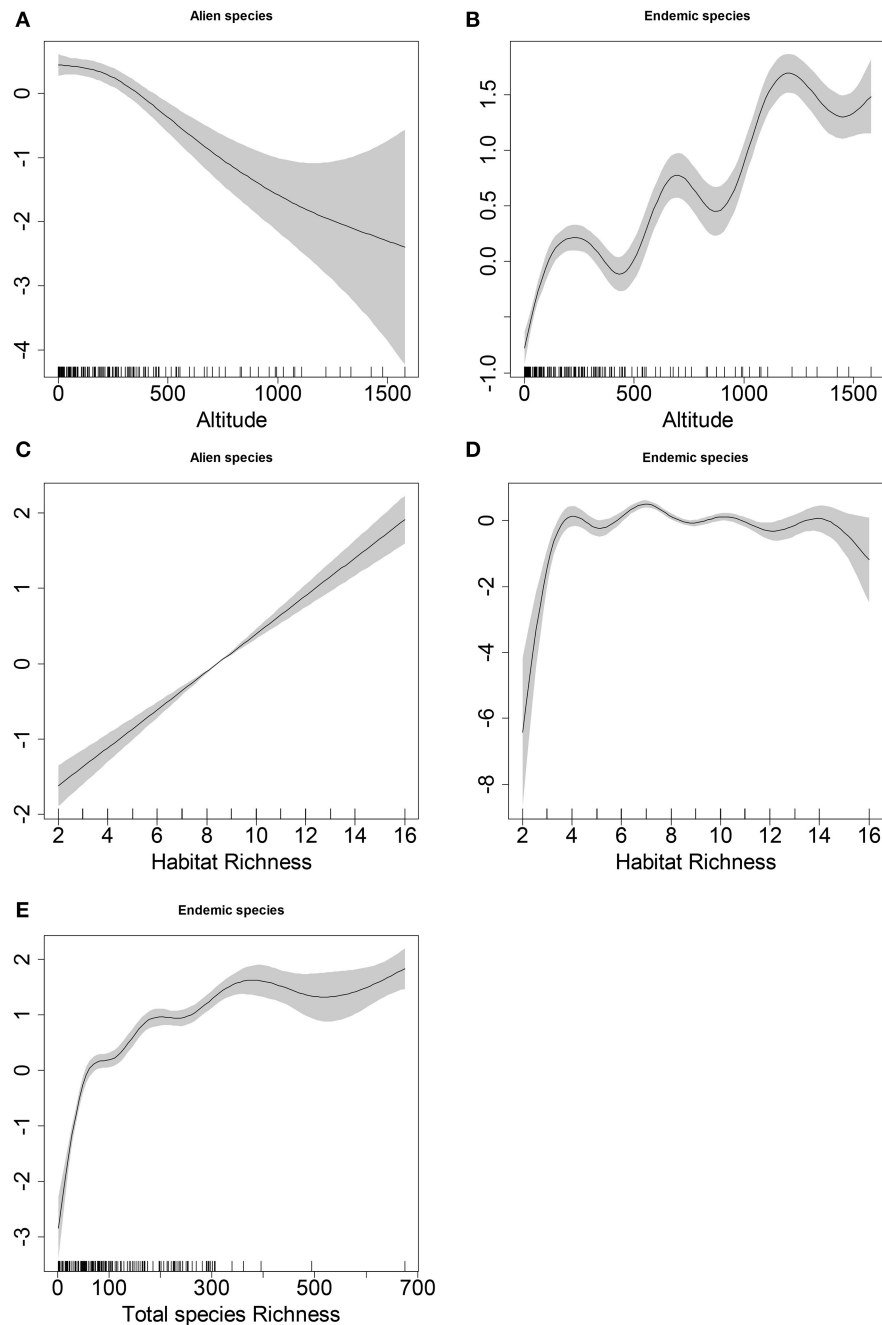 A
Alien species
0
-1
-2
-3
-4
0 500 1000 1500
Altitude
B
Endemic species
1.5
1.0
0.5
0.0
-1.0
0 500 1000 1500
Altitude
C
Alien species
2
1
0
-1
-2
2 4 6 8 10 12 14 16
Habitat Richness
D
Endemic species
0
-2
-4
-6
-8
2 4 6 8 10 12 14 16
Habitat Richness
E
Endemic species
2
1
0
-1
-2
-3
0 100 300 500 700
Total species Richness